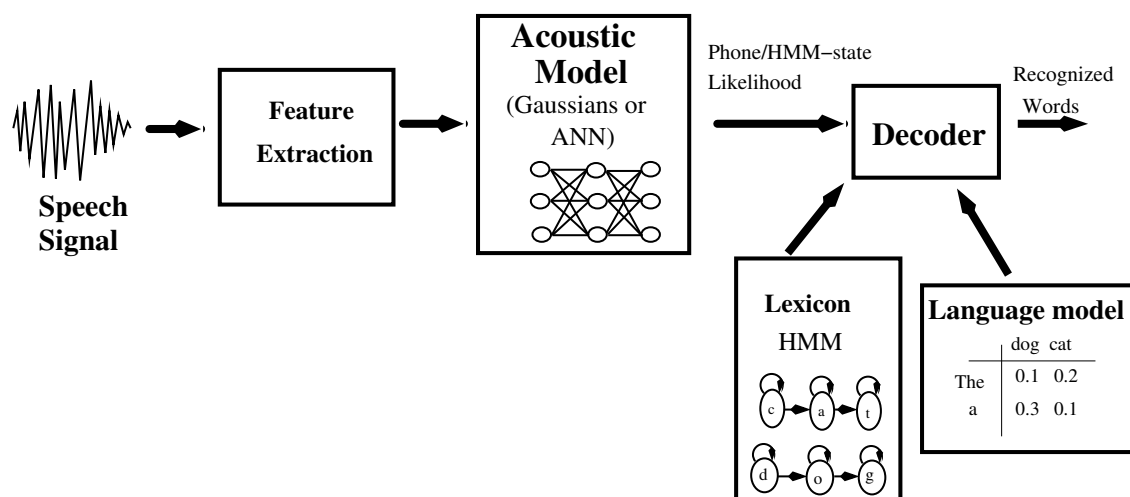 Speech
Signal
Feature
Extraction
Acoustic
Model
(Gaussians or
ANN)
Phone/HMM−state
Likelihood
Decoder
Recognized
Words
Lexicon
HMM
c a t
d o g
Language model
dog cat
The 0.1 0.2
a 0.3 0.1